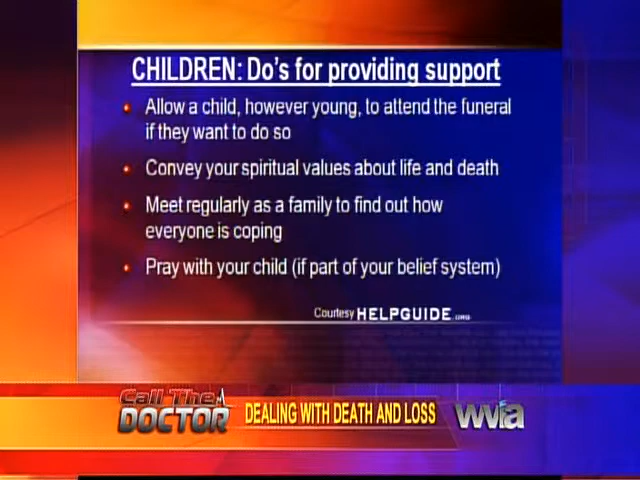 CHILDREN: Do's for providing support
• Allow a child, however young, to attend the funeral
if they want to do so
• Convey your spiritual values about life and death
• Meet regularly as a family to find out how
everyone is coping
• Pray with your child (if part of your belief system)
Courtesy HELPGUIDE.ORG
Call The
DOCTOR
DEALING WITH DEATH AND LOSS
wvia